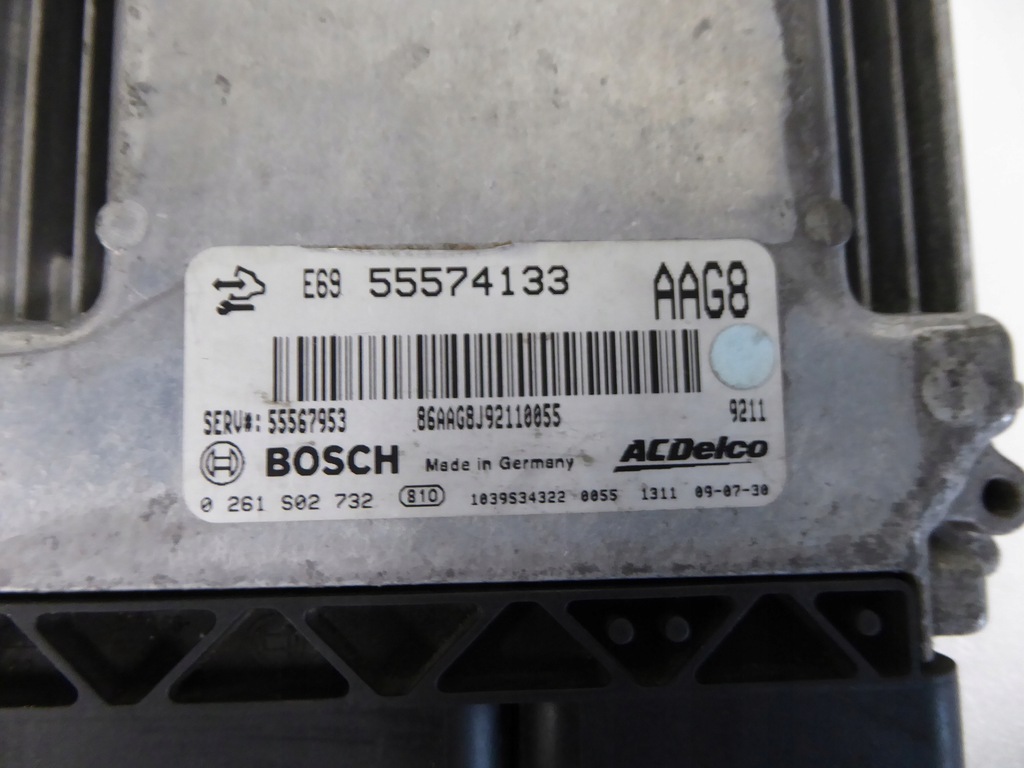 E69 55574133 AAG8
SERV#: 55567953 86AAG8J92110055 9211
BOSCH Made in Germany ACDelco
0 261 S02 732 810 1039S34322 0055 1311 09-07-30